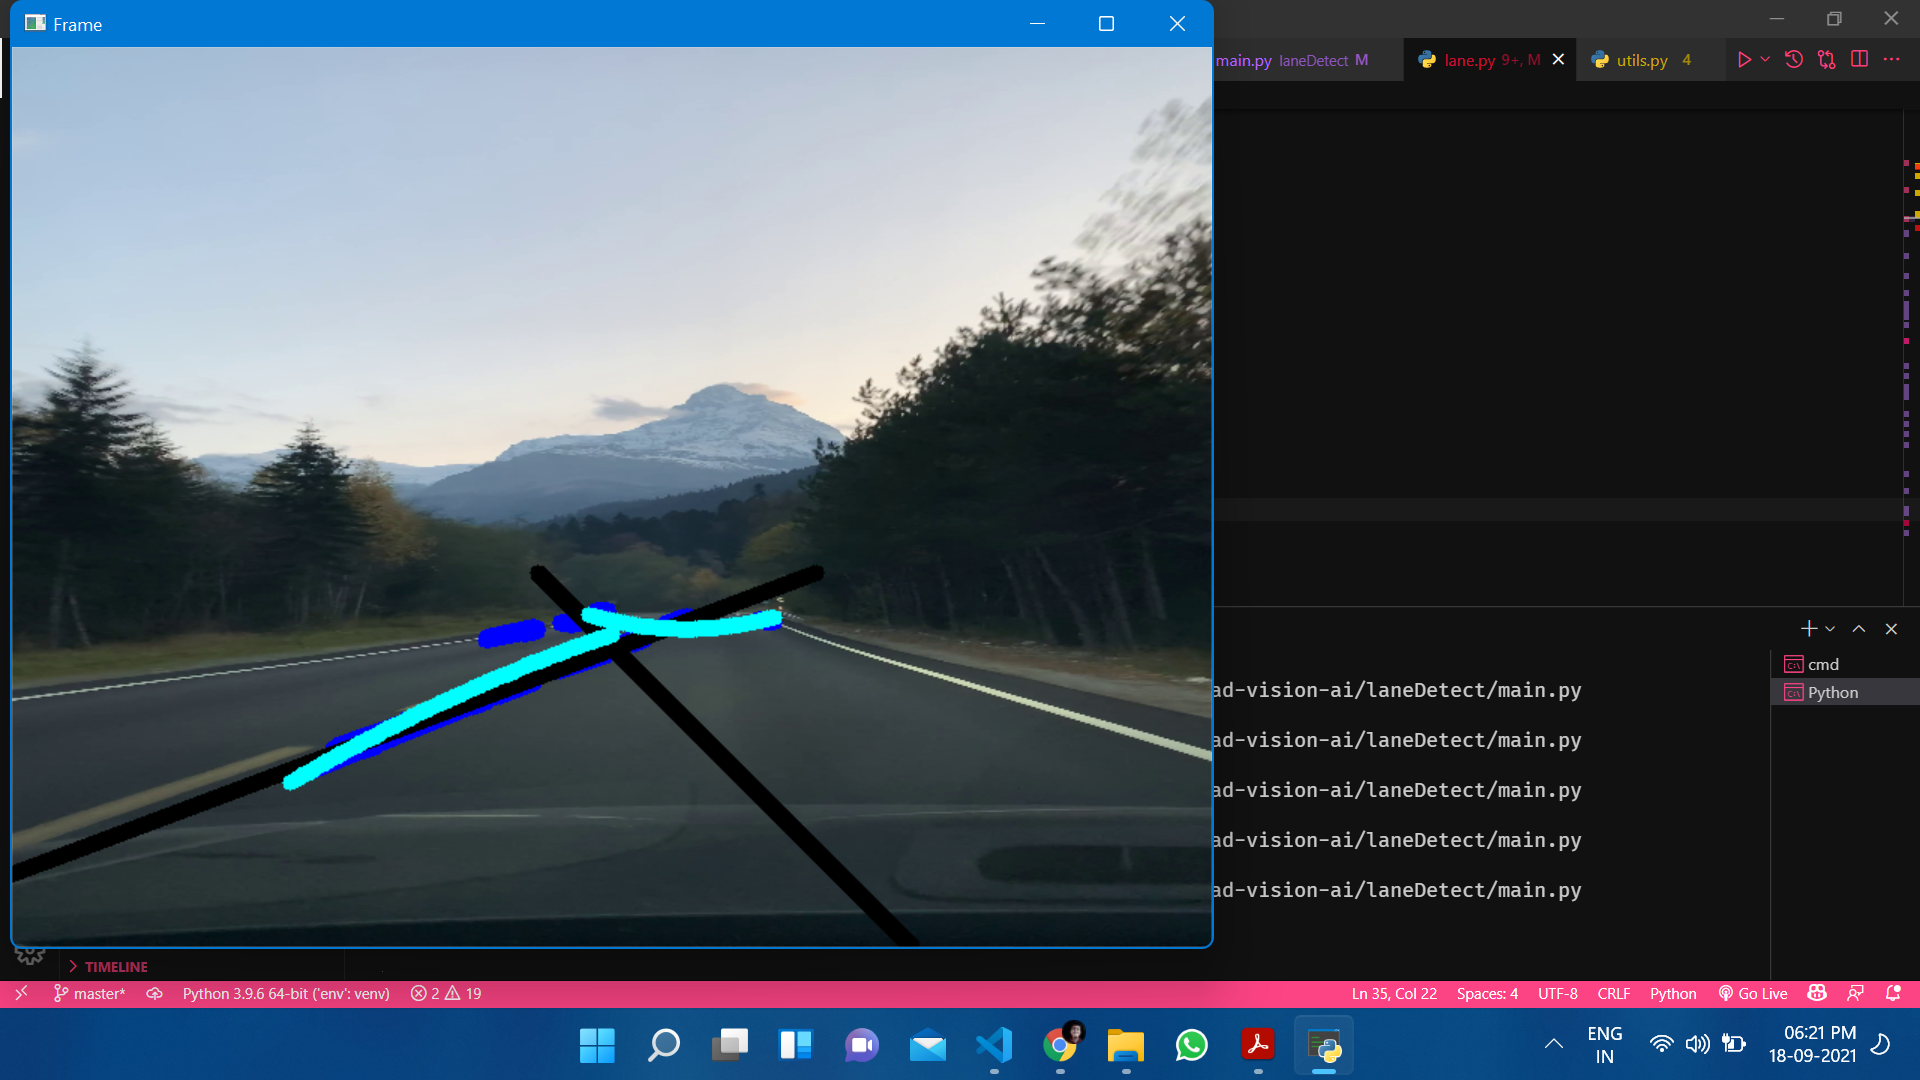 Frame
main.py laneDetect M
lane.py 9+, M
utils.py 4
cmd
Python
ad-vision-ai/laneDetect/main.py
ad-vision-ai/laneDetect/main.py
ad-vision-ai/laneDetect/main.py
ad-vision-ai/laneDetect/main.py
ad-vision-ai/laneDetect/main.py
TIMELINE
master* Python 3.9.6 64-bit ('env': venv) 2 19 Ln 35, Col 22 Spaces: 4 UTF-8 CRLF Python Go Live
ENG
IN
06:21 PM
18-09-2021